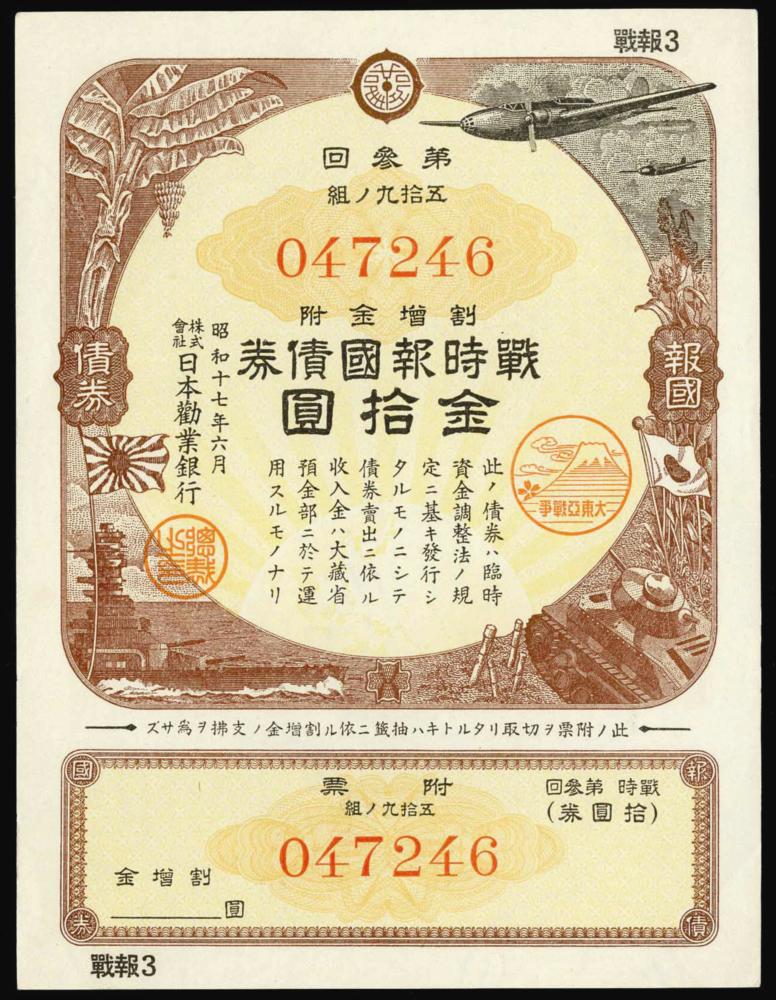 戰報3
第參回
五拾九ノ組
047246
割增金附
戰時報國債券
金拾圓
報國
債券
大東亞戰爭
此ノ債券ハ臨時
資金調整法ノ規
定ニ基キ發行シ
タルモノニシテ
債券賣出ニ依ル
收入金ハ大藏省
預金部ニ於テ運
用スルモノナリ
昭和十七年六月
株式會社日本勸業銀行
總裁之印
此ノ附票ヲ切取リタルトキハ抽籤ニ依ル割增金ノ支拂ヲ爲サズ
報
國
債
券
戰時 第參回
(拾圓券)
附票
五拾九ノ組
047246
割增金
圓
戰報3